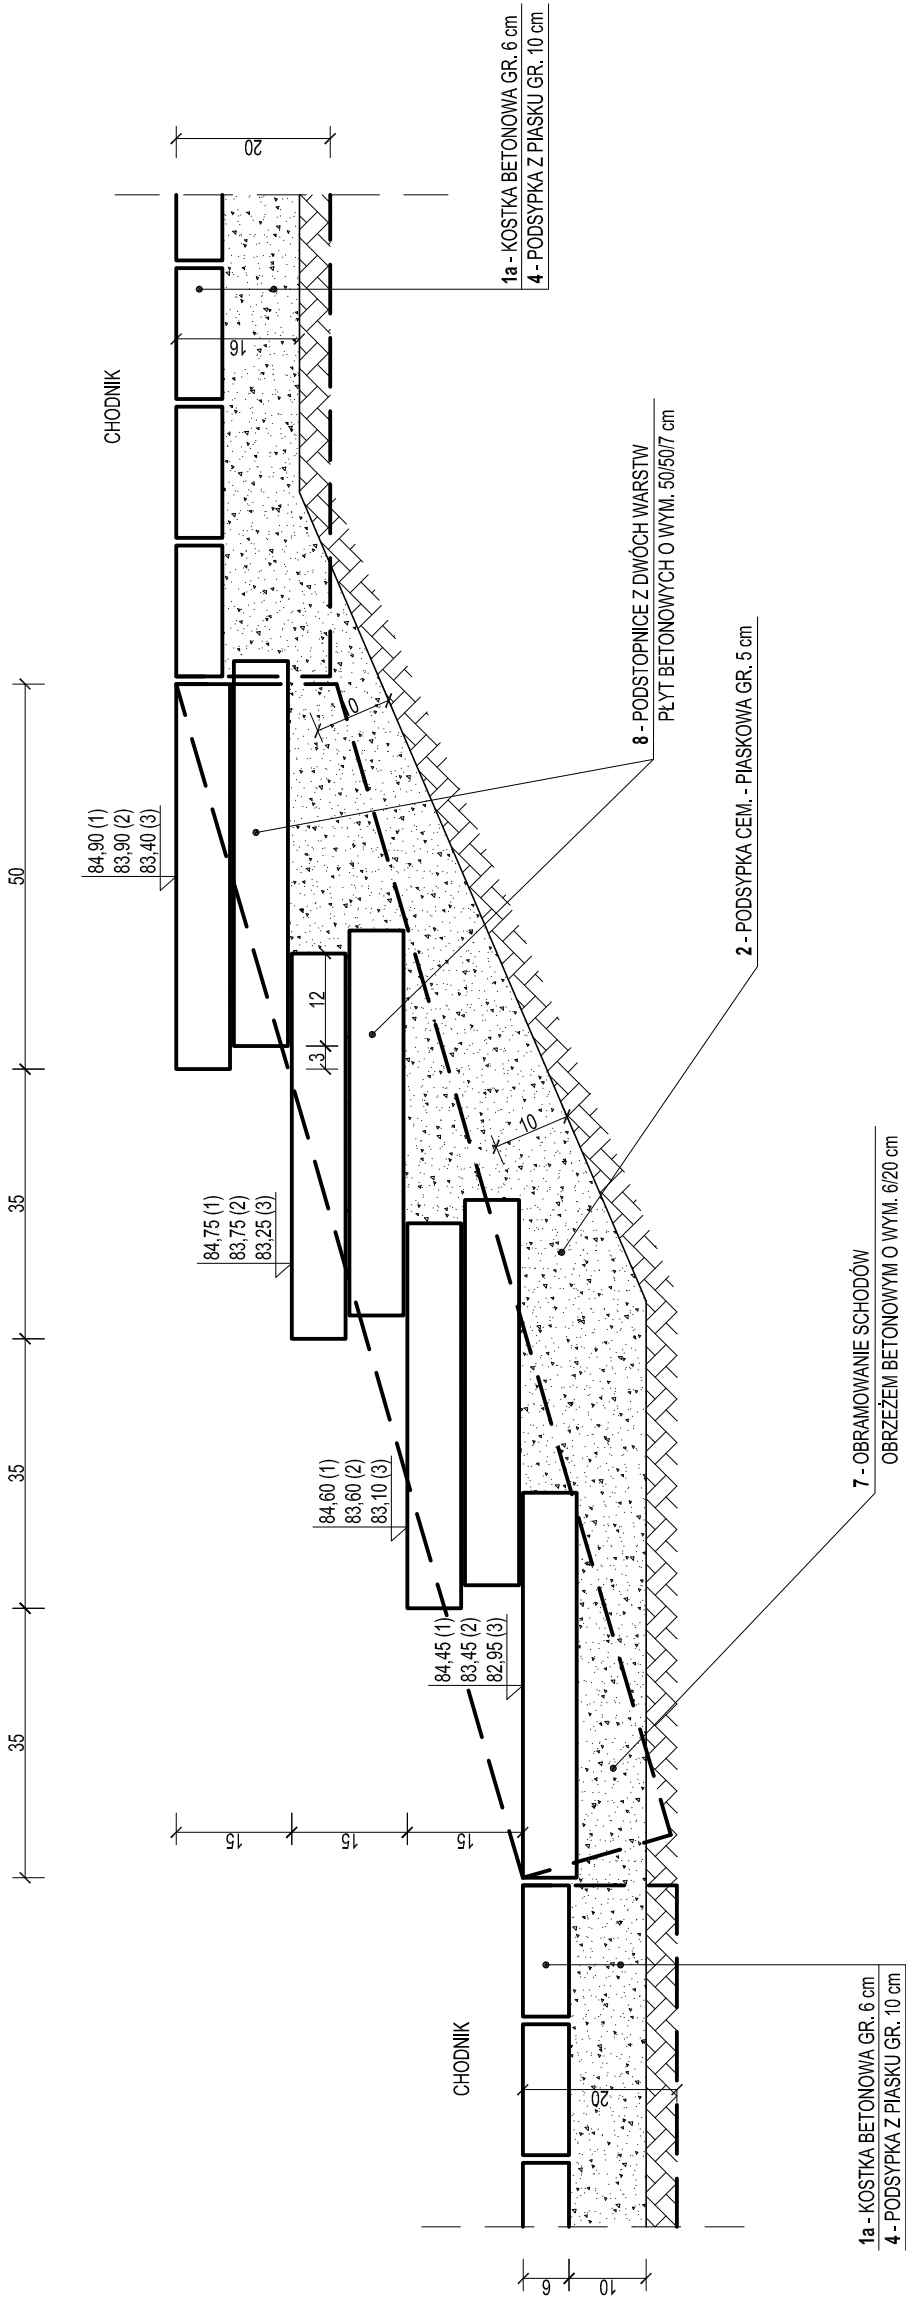 35
35
35
50
CHODNIK
CHODNIK
84,90 (1)
83,90 (2)
83,40 (3)
84,75 (1)
83,75 (2)
83,25 (3)
84,60 (1)
83,60 (2)
83,10 (3)
84,45 (1)
83,45 (2)
82,95 (3)
15
15
15
3
12
20
16
0
10
20
6
10
1a - KOSTKA BETONOWA GR. 6 cm
4 - PODSYPKA Z PIASKU GR. 10 cm
8 - PODSTOPNICE Z DWÓCH WARSTW
PŁYT BETONOWYCH O WYM. 50/50/7 cm
2 - PODSYPKA CEM. - PIASKOWA GR. 5 cm
7 - OBRAMOWANIE SCHODÓW
OBRZEŻEM BETONOWYM O WYM. 6/20 cm
1a - KOSTKA BETONOWA GR. 6 cm
4 - PODSYPKA Z PIASKU GR. 10 cm